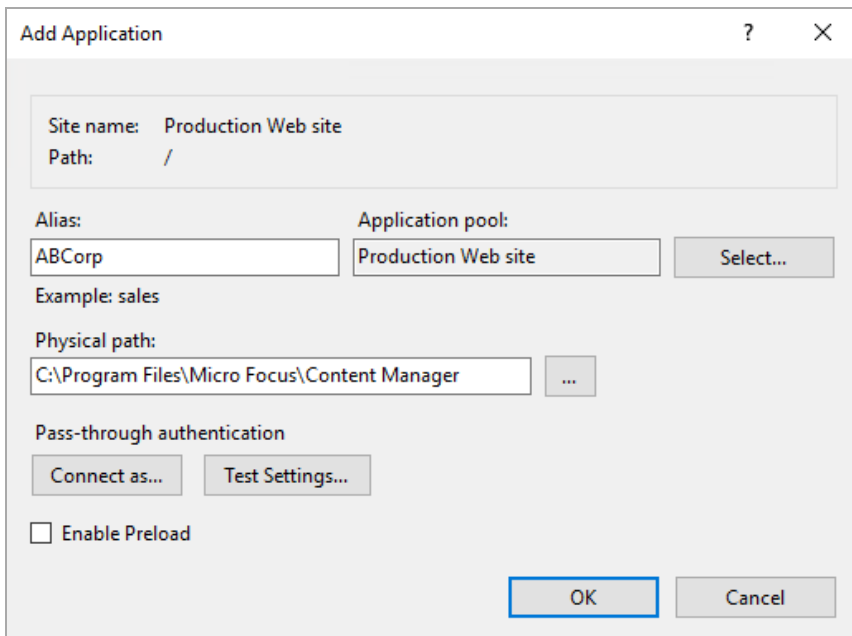 Add Application
?
Site name: Production Web site
Path: /
Alias:
Application pool:
ABCorp
Production Web site
Select...
Example: sales
Physical path:
C:\Program Files\Micro Focus\Content Manager
...
Pass-through authentication
Connect as...
Test Settings...
Enable Preload
OK
Cancel